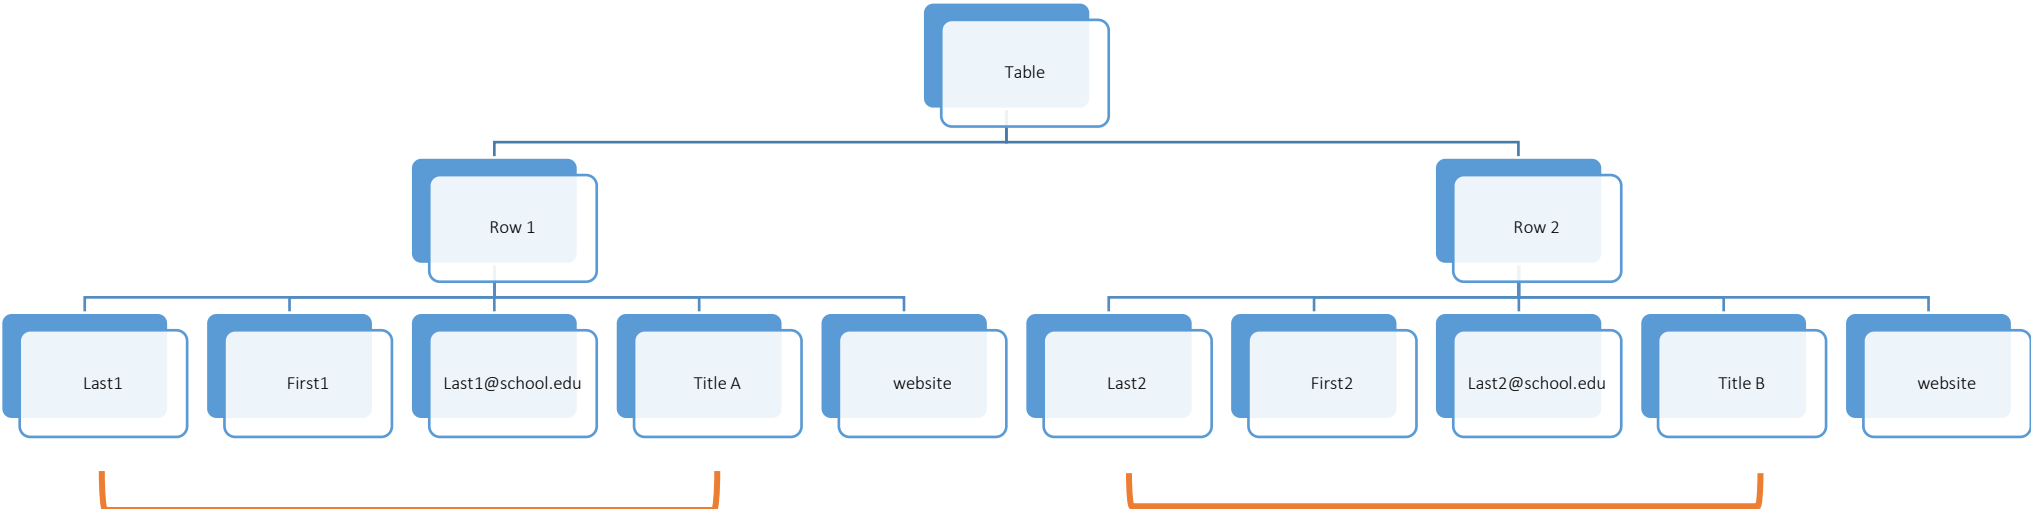 Table
Row 1
Row 2
Last1
First1
Last1@school.edu
Title A
website
Last2
First2
Last2@school.edu
Title B
website